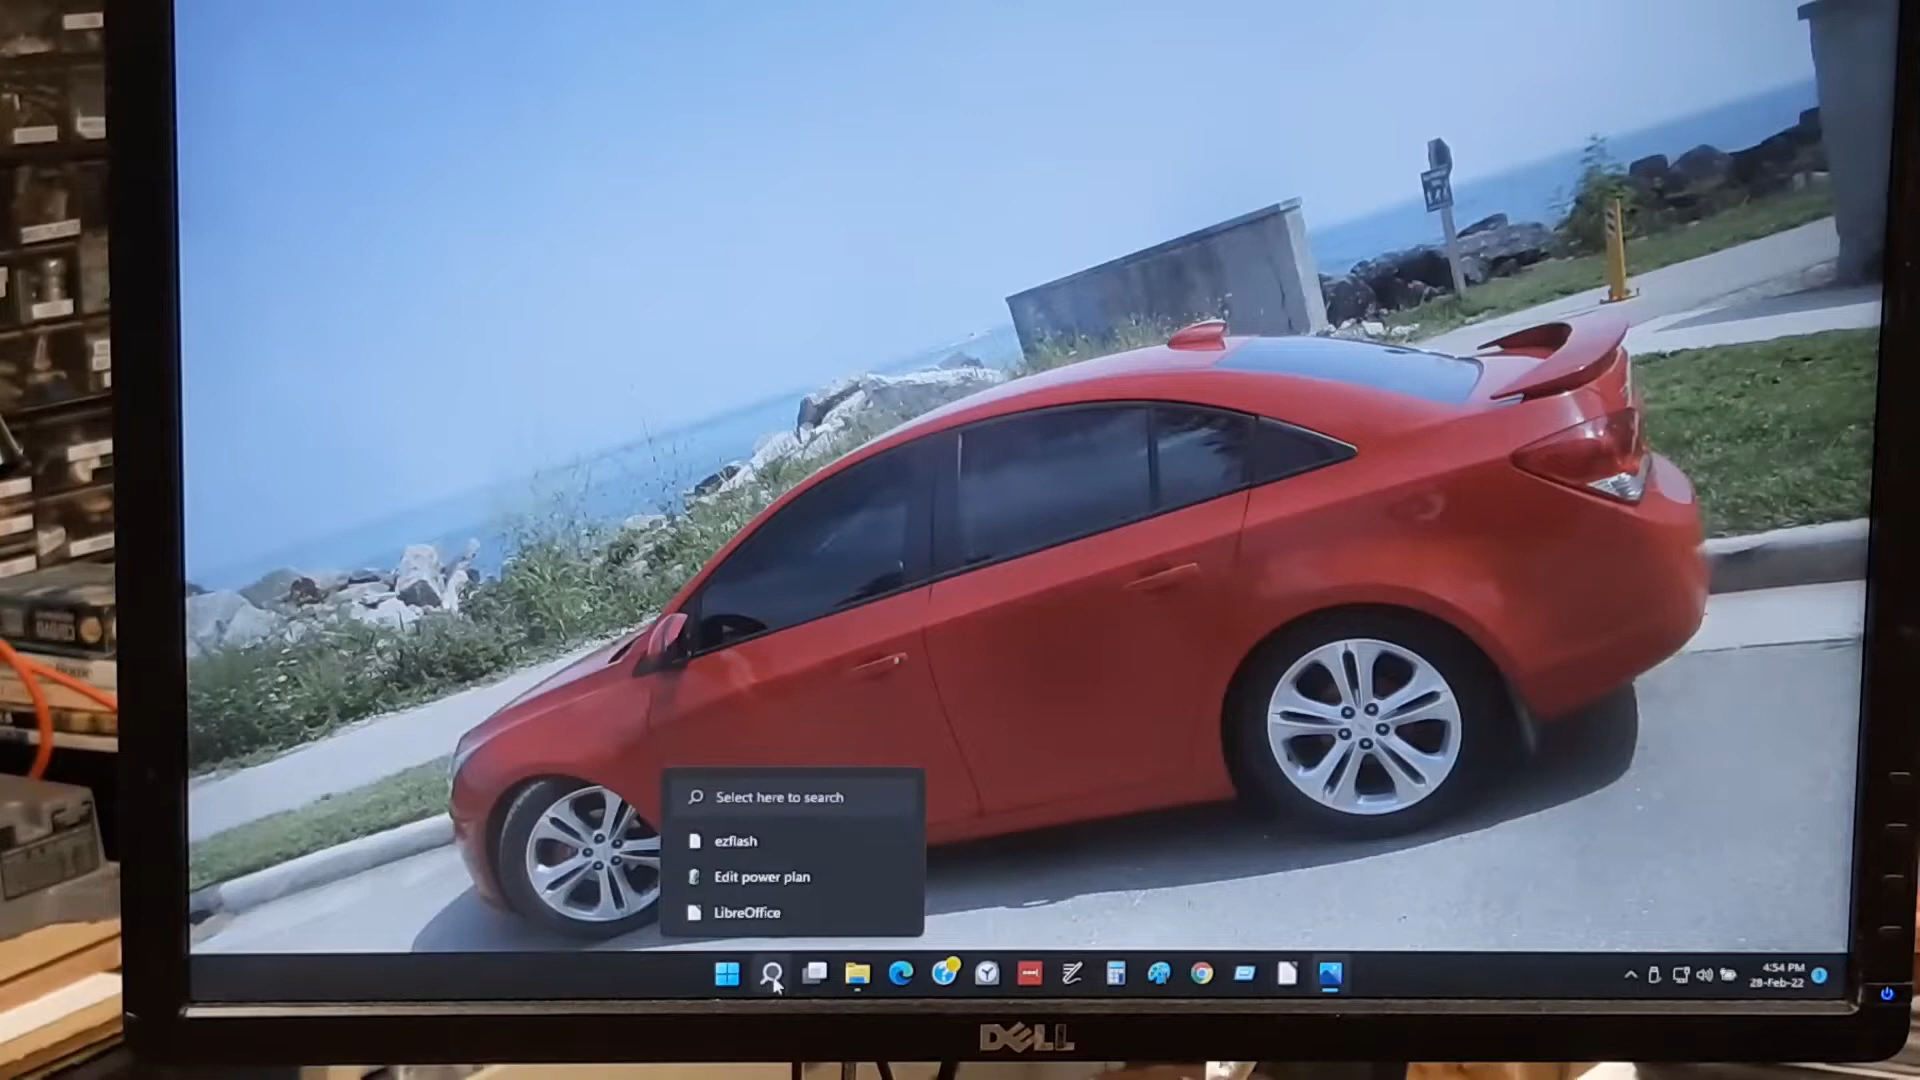 Select here to search
ezflash
Edit power plan
LibreOffice
4:54 PM
28-Feb-22
DELL